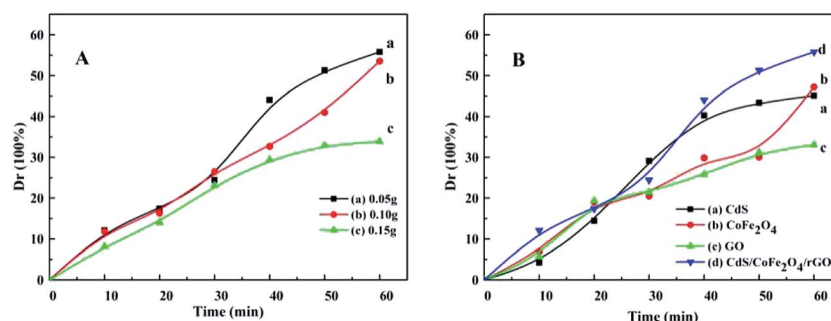 A
Dr (100%)
60
50
40
30
20
10
0
a
b
c
(a) 0.05g
(b) 0.10g
(c) 0.15g
0 10 20 30 40 50 60
Time (min)
B
Dr (100%)
60
50
40
30
20
10
0
d
b
a
c
(a) CdS
(b) CoFe₂O₄
(c) GO
(d) CdS/CoFe₂O₄/rGO
0 10 20 30 40 50 60
Time (min)